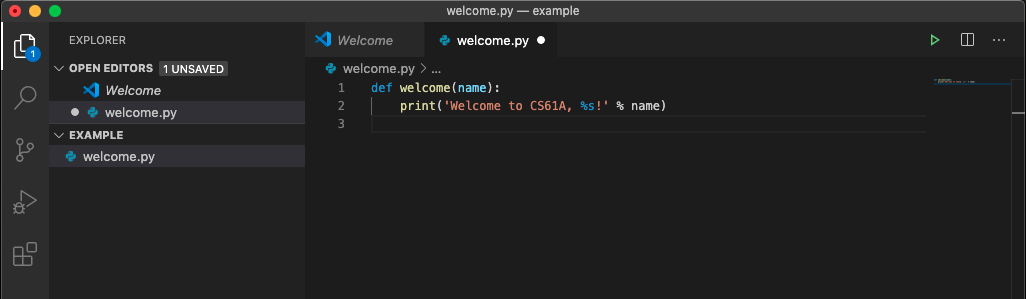 welcome.py — example
EXPLORER
OPEN EDITORS 1 UNSAVED
Welcome
welcome.py
EXAMPLE
welcome.py
1
Welcome
welcome.py
welcome.py > ...
1 def welcome(name):
2     print('Welcome to CS61A, %s!' % name)
3